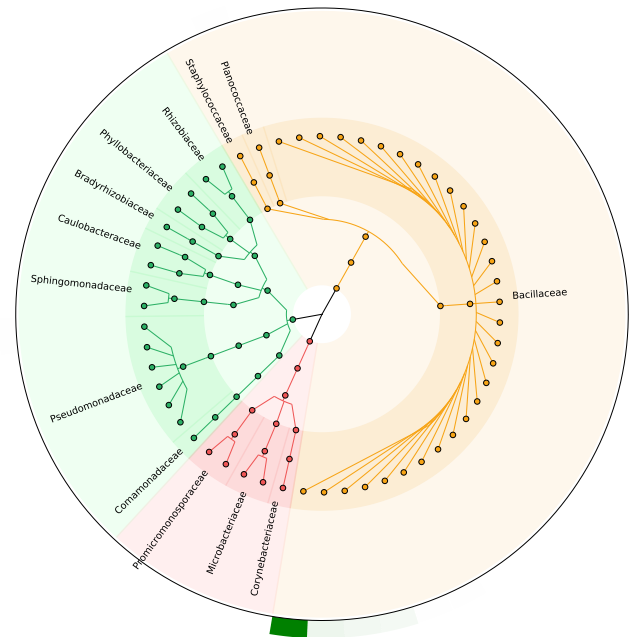 Planococcaceae
Staphylococcaceae
Rhizobiaceae
Phyllobacteriaceae
Bradyrhizobiaceae
Caulobacteraceae
Sphingomonadaceae
Pseudomonadaceae
Comamonadaceae
Promicromonosporaceae
Microbacteriaceae
Corynebacteriaceae
Bacillaceae